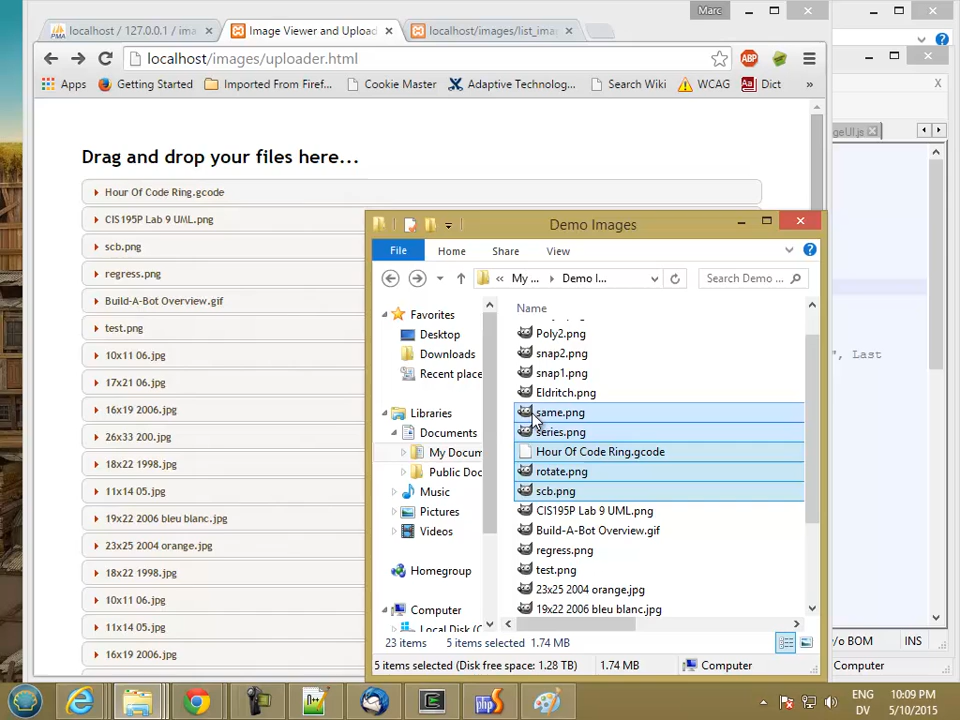 Marc
localhost / 127.0.0.1 / ima
Image Viewer and Upload
localhost/images/list_ima
localhost/images/uploader.html
ABP
Apps
Getting Started
Imported From Firef...
Cookie Master
Adaptive Technolog...
Search Wiki
WCAG
Dict
»
geUI.js
Drag and drop your files here...
Hour Of Code Ring.gcode
CIS195P Lab 9 UML.png
scb.png
regress.png
Build-A-Bot Overview.gif
test.png
10x11 06.jpg
17x21 06.jpg
16x19 2006.jpg
26x33 200.jpg
18x22 1998.jpg
11x14 05.jpg
19x22 2006 bleu blanc.jpg
23x25 2004 orange.jpg
18x22 1998.jpg
10x11 06.jpg
11x14 05.jpg
16x19 2006.jpg
", Last
Demo Images
File
Home
Share
View
« My ...
Demo I...
Search Demo ...
Favorites
Desktop
Downloads
Recent place
Libraries
Documents
My Docum
Public Doc
Music
Pictures
Videos
Homegroup
Computer
Local Disk (
Name
Poly2.png
snap2.png
snap1.png
Eldritch.png
same.png
series.png
Hour Of Code Ring.gcode
rotate.png
scb.png
CIS195P Lab 9 UML.png
Build-A-Bot Overview.gif
regress.png
test.png
23x25 2004 orange.jpg
19x22 2006 bleu blanc.jpg
23 items
5 items selected 1.74 MB
5 items selected (Disk free space: 1.28 TB)
1.74 MB
Computer
/o BOM
INS
Computer
ENG
DV
10:09 PM
5/10/2015